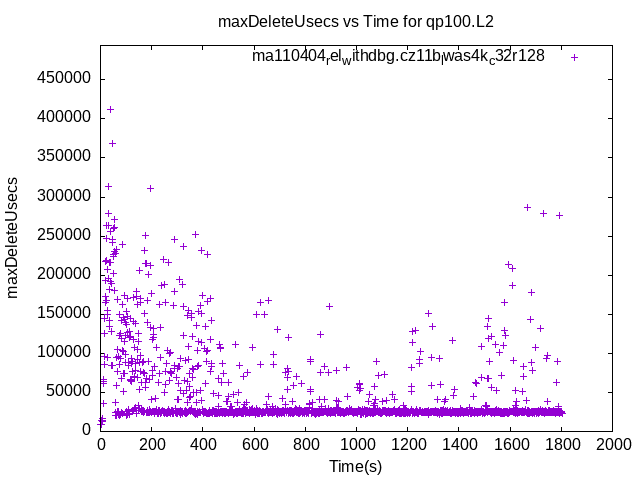 maxDeleteUsecs vs Time for qp100.L2
ma110404_rel_withdbg.cz11b_lwas4k_c32r128
450000
400000
350000
300000
250000
200000
150000
100000
50000
0
maxDeleteUsecs
0 200 400 600 800 1000 1200 1400 1600 1800 2000
Time(s)